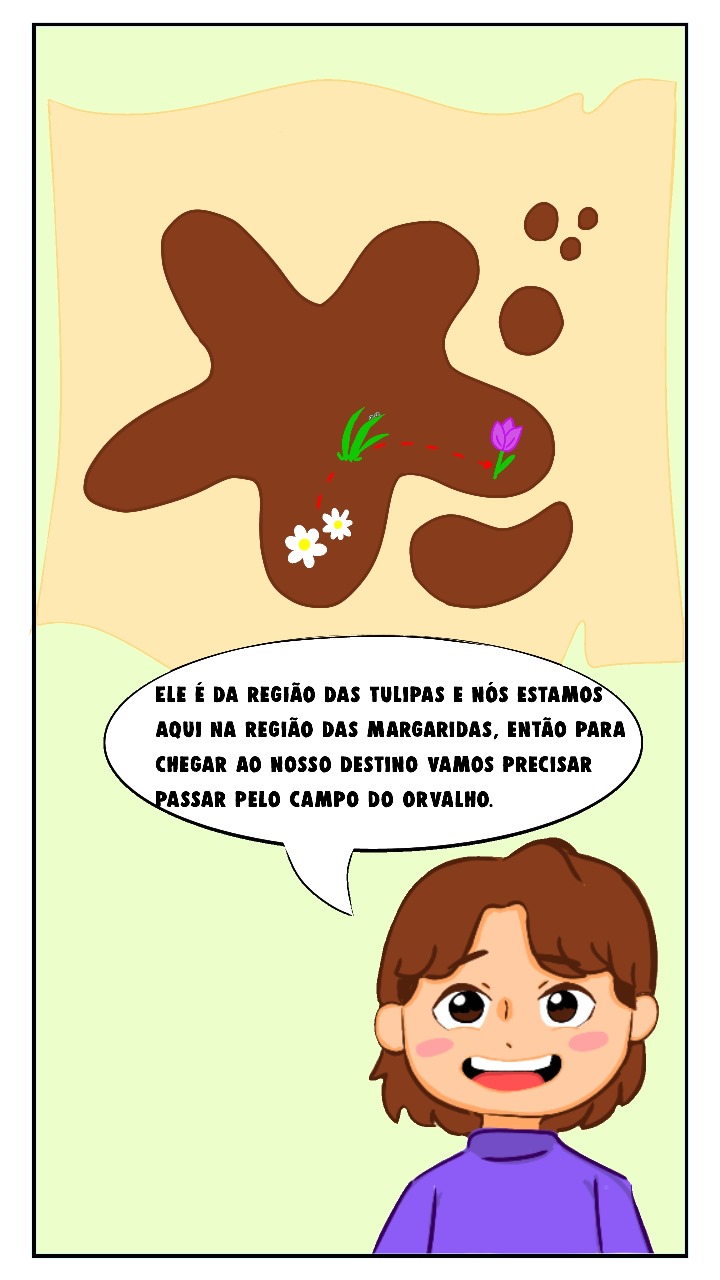 ELE É DA REGIÃO DAS TULIPAS E NÓS ESTAMOS
AQUI NA REGIÃO DAS MARGARIDAS, ENTÃO PARA
CHEGAR AO NOSSO DESTINO VAMOS PRECISAR
PASSAR PELO CAMPO DO ORVALHO.